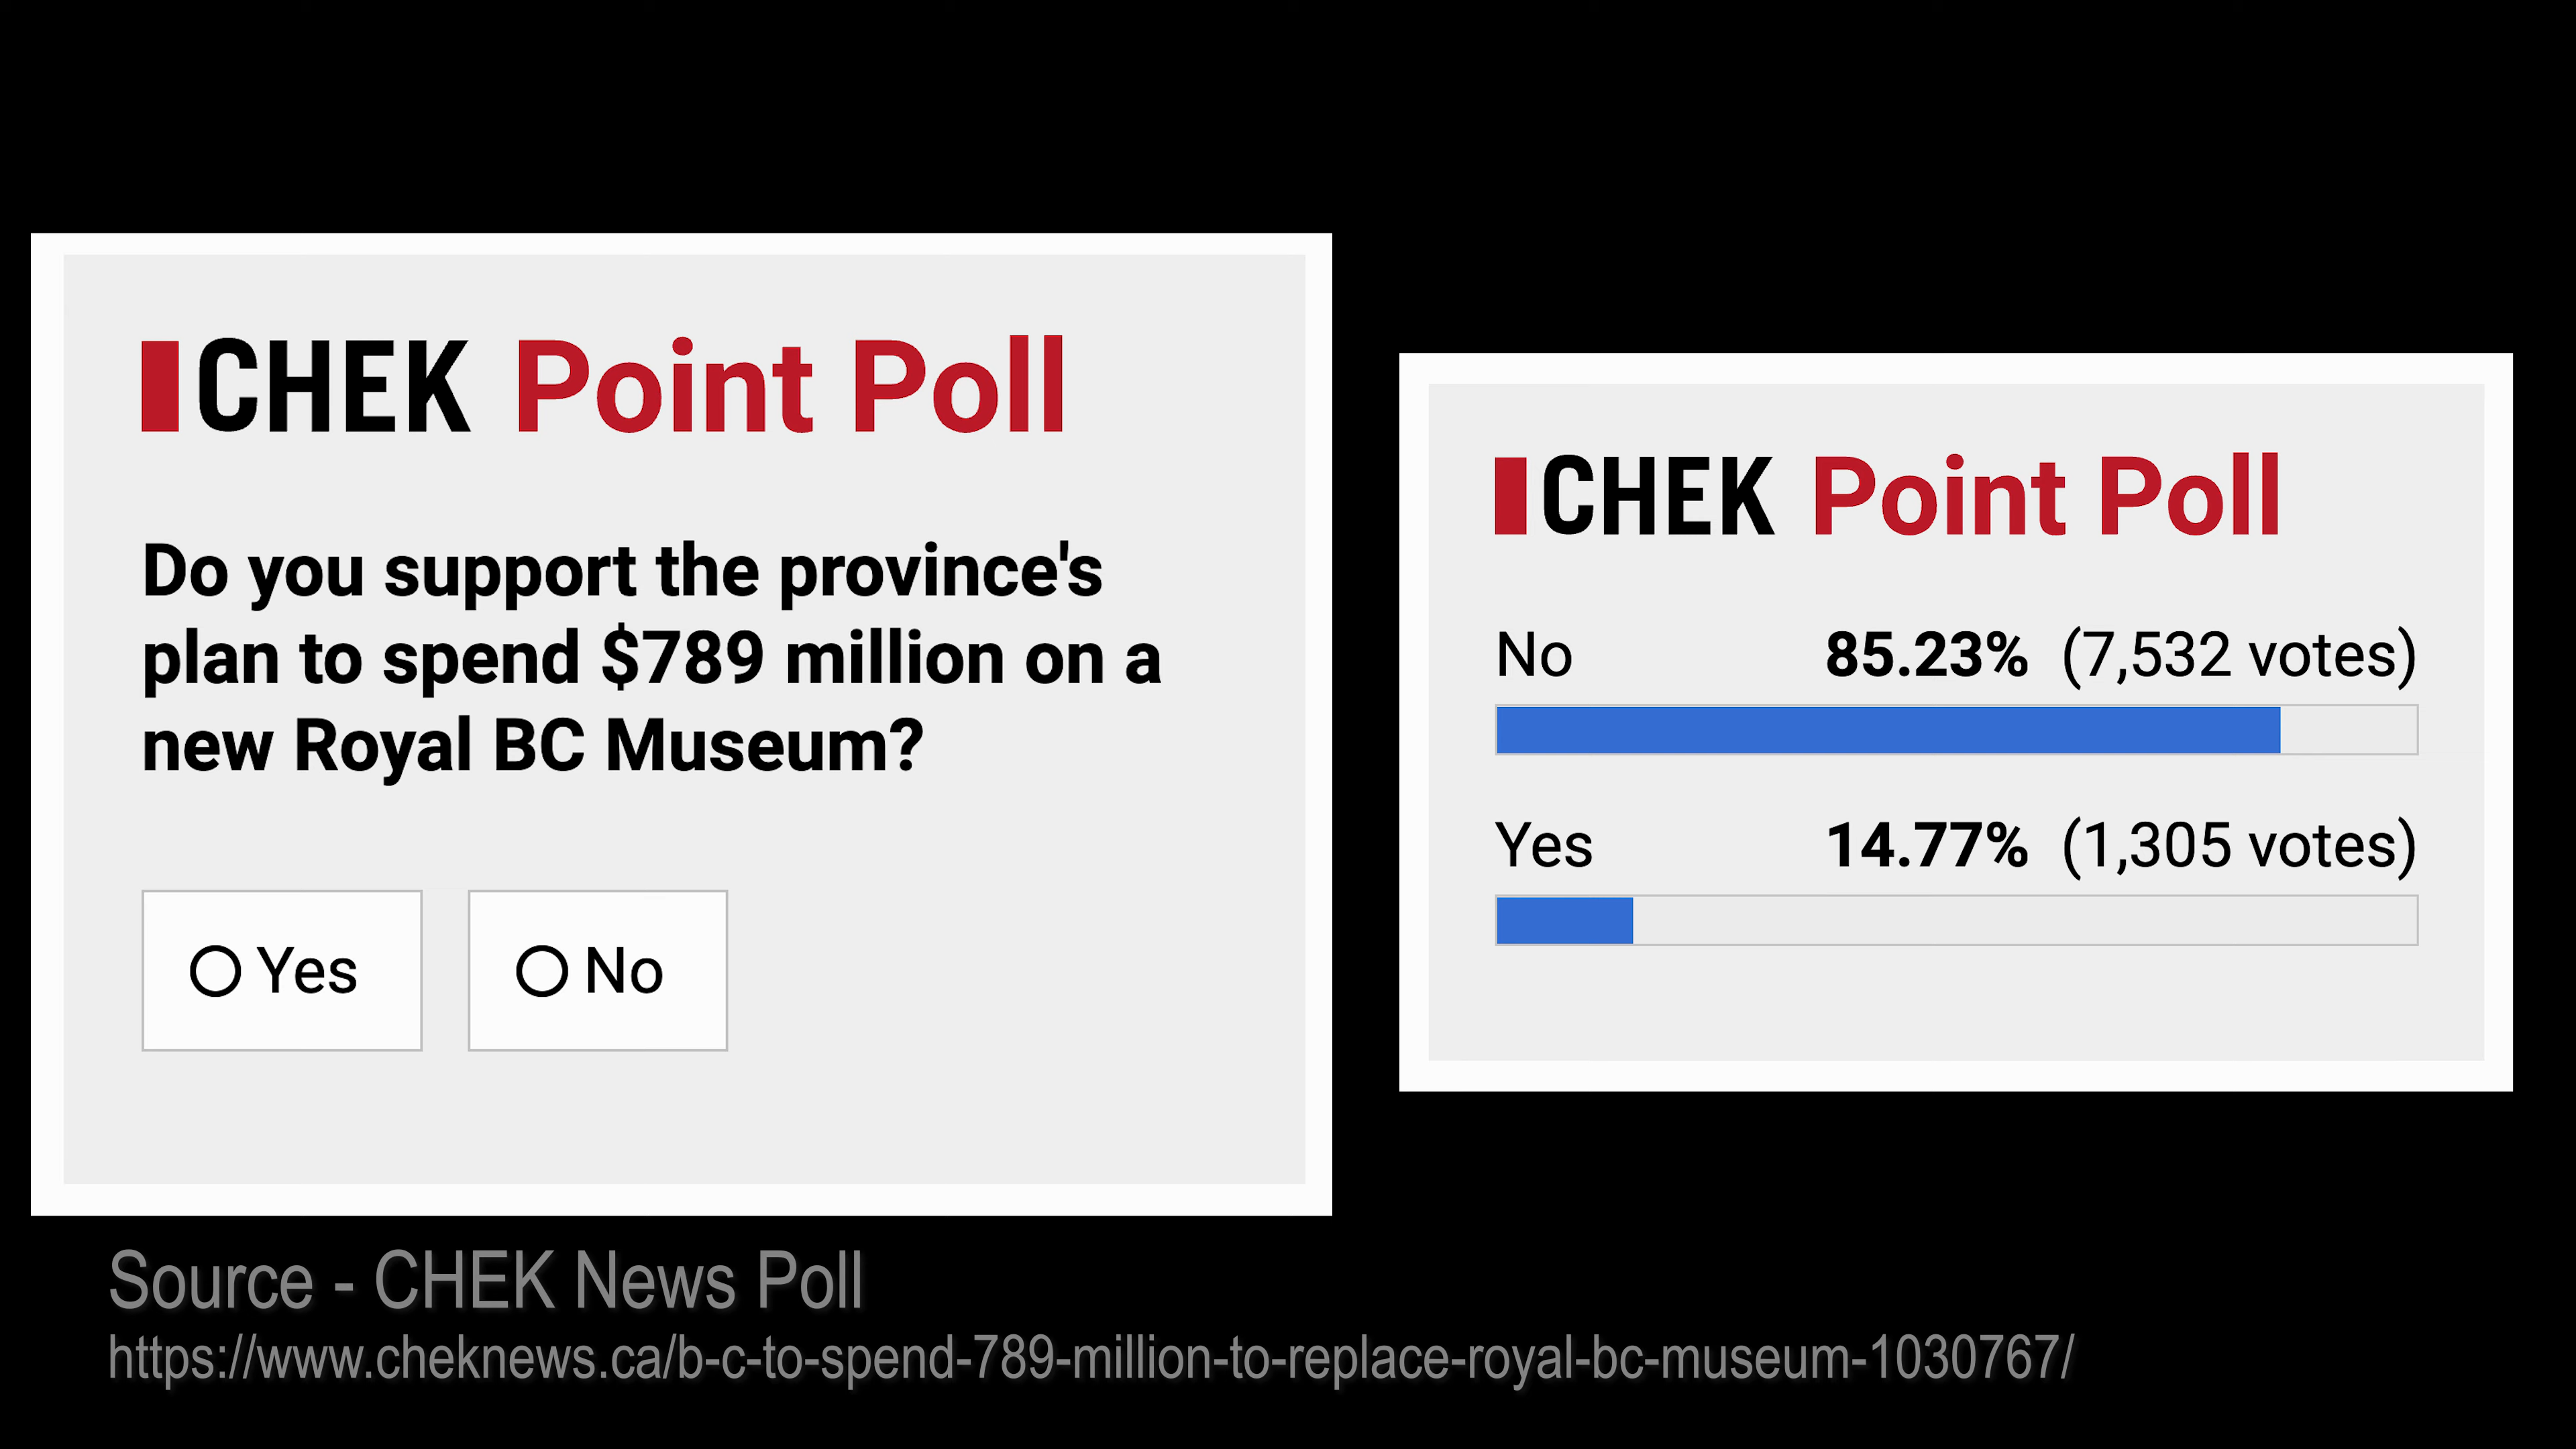 CHEK Point Poll
Do you support the province's
plan to spend $789 million on a
new Royal BC Museum?
Yes No
CHEK Point Poll
No 85.23% (7,532 votes)
Yes 14.77% (1,305 votes)
Source - CHEK News Poll
https://www.cheknews.ca/b-c-to-spend-789-million-to-replace-royal-bc-museum-1030767/